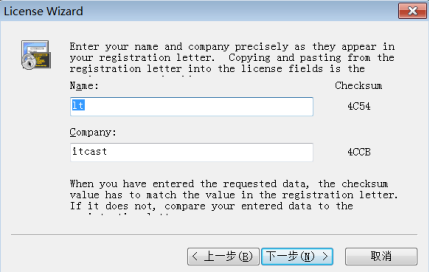 License Wizard
Enter your name and company precisely as they appear in
your registration letter. Copying and pasting from the
registration letter into the license fields is the
Name:
Checksum
lt
4C54
Company:
itcast
4CCB
When you have entered the requested data, the checksum
value has to match the value in the registration letter.
If it does not, compare your entered data to the
< 上一步(B) 下一步(N) > 取消